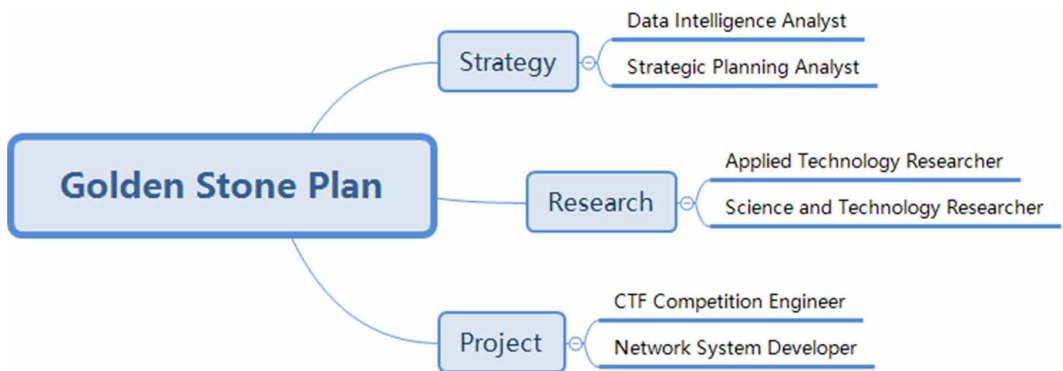 Golden Stone Plan
Strategy
Data Intelligence Analyst
Strategic Planning Analyst
Research
Applied Technology Researcher
Science and Technology Researcher
Project
CTF Competition Engineer
Network System Developer